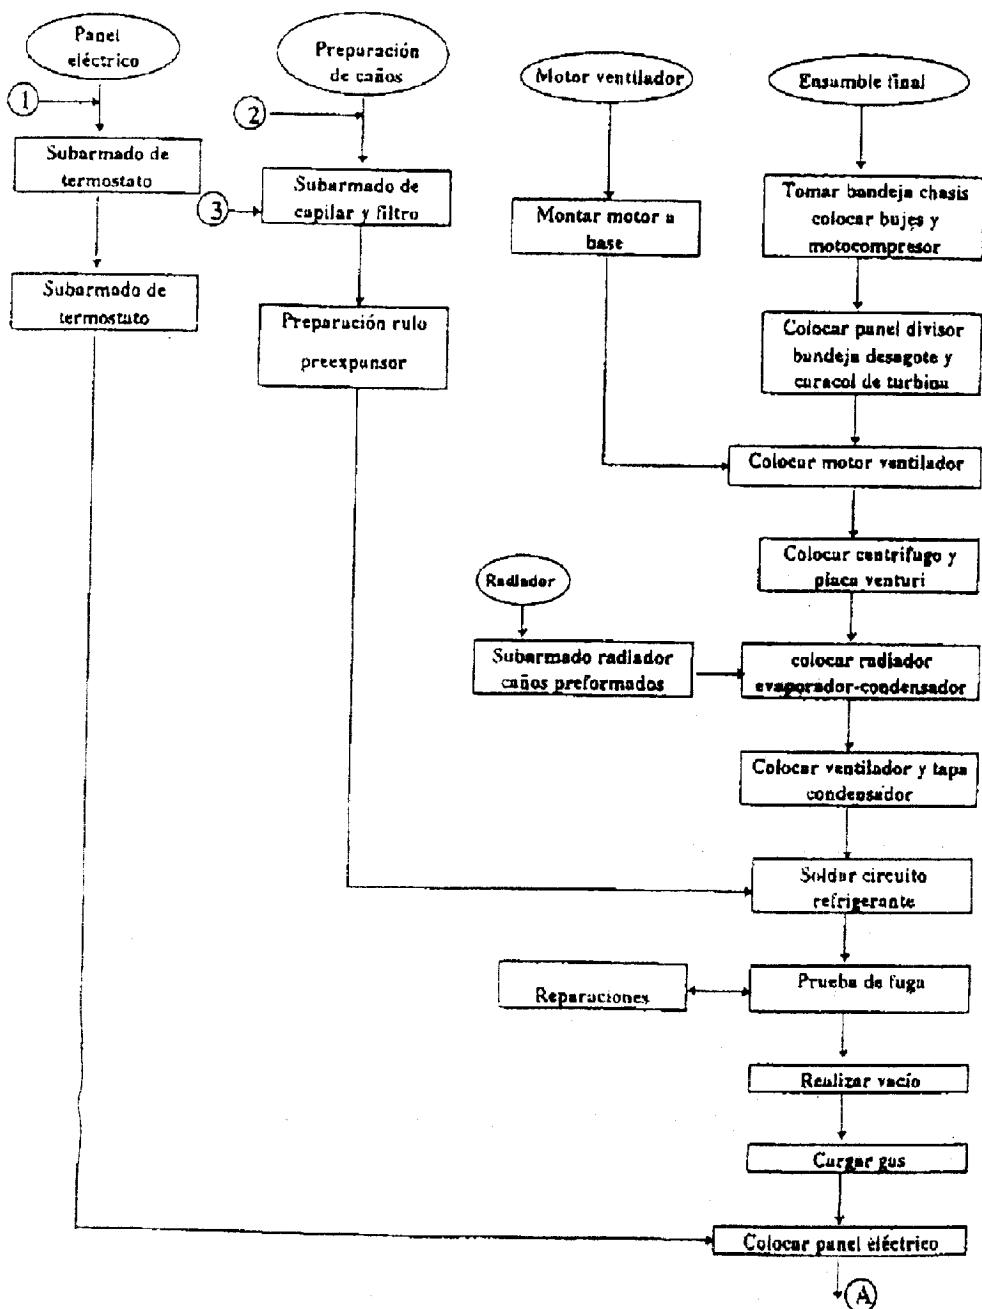 Panel
eléctrico
1
Subarmado de
termostato
Subarmado de
termostato
Preparación
de caños
2
Subarmado de
capilar y filtro
3
Preparación rulo
preexpansor
Motor ventilador
Montar motor a
base
Radiador
Subarmado radiador
caños preformados
Reparaciones
Ensamble final
Tomar bandeja chasis
colocar bujes y
motocompresor
Colocar panel divisor
bandeja desagote y
caracol de turbina
Colocar motor ventilador
Colocar centrifugo y
placa venturi
colocar radiador
evaporador-condensador
Colocar ventilador y tapa
condensador
Soldar circuito
refrigerante
Prueba de fuga
Realizar vacío
Cargar gas
Colocar panel eléctrico
A